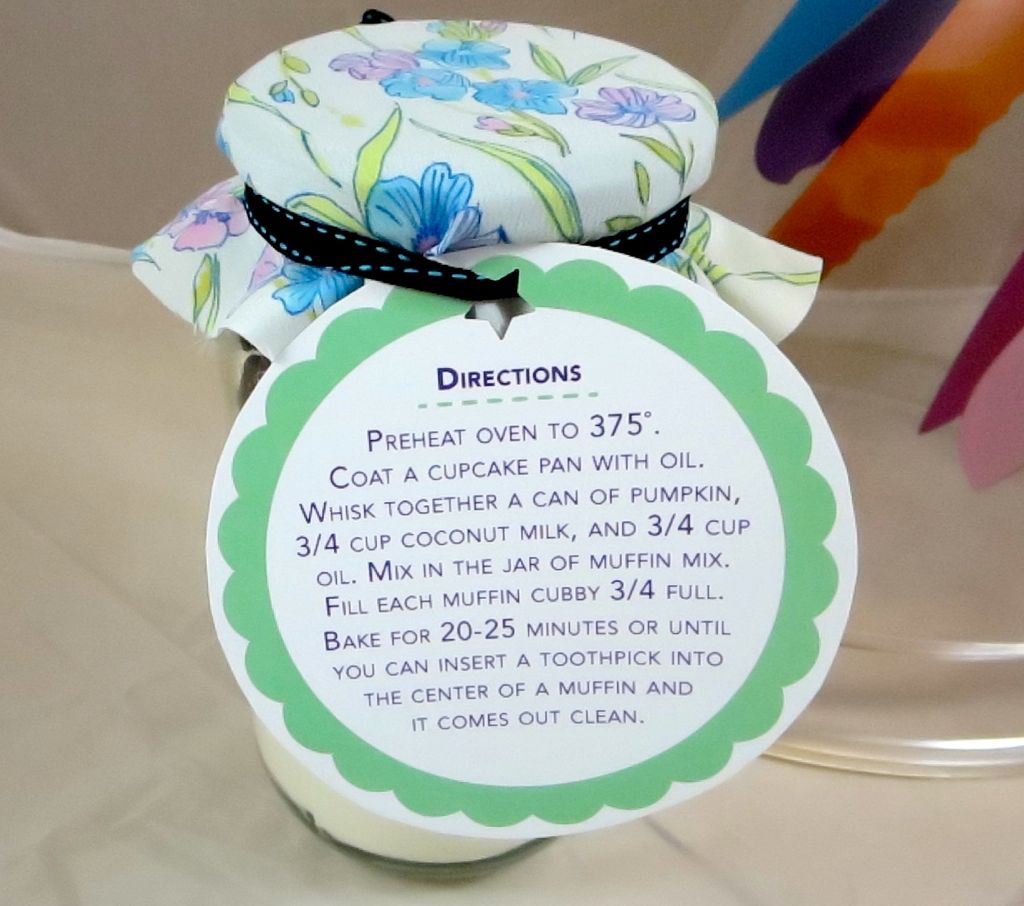 Directions
Preheat oven to 375°.
Coat a cupcake pan with oil.
Whisk together a can of pumpkin,
3/4 cup coconut milk, and 3/4 cup
oil. Mix in the jar of muffin mix.
Fill each muffin cubby 3/4 full.
Bake for 20-25 minutes or until
you can insert a toothpick into
the center of a muffin and
it comes out clean.